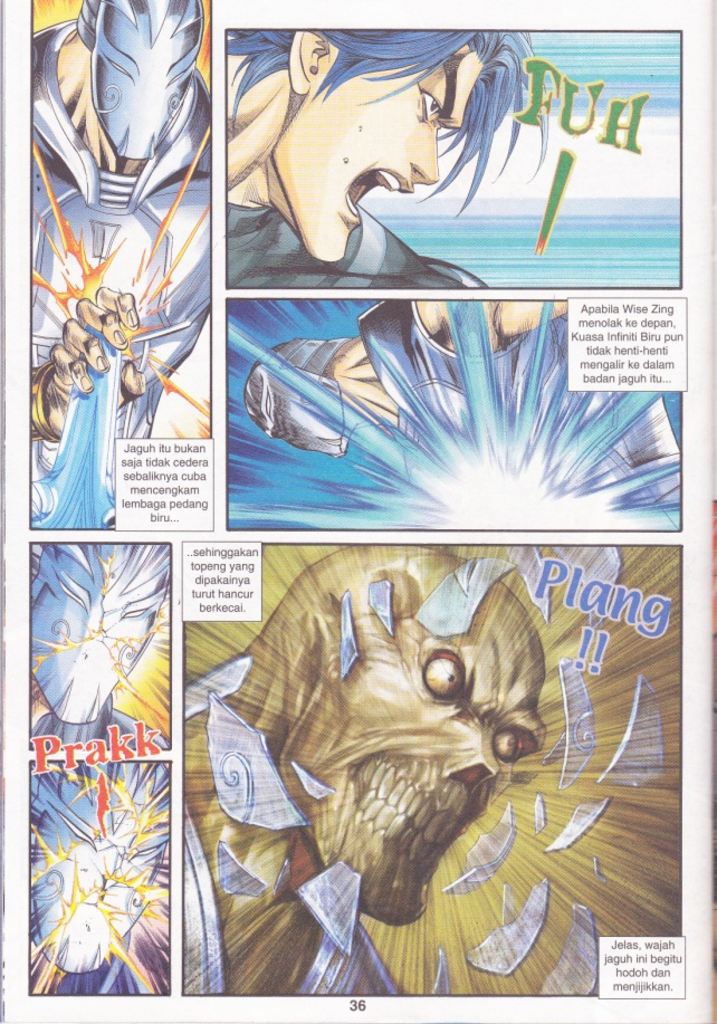 FUH
!
Jaguh itu bukan
saja tidak cedera
sebaliknya cuba
mencengkam
lembaga pedang
biru...
Apabila Wise Zing
menolak ke depan,
Kuasa Infiniti Biru pun
tidak henti-henti
mengalir ke dalam
badan jaguh itu...
Prakk
!
..sehinggakan
topeng yang
dipakainya
turut hancur
berkecai.
Plang
!!
Jelas, wajah
jaguh ini begitu
hodoh dan
menjijikkan.
36